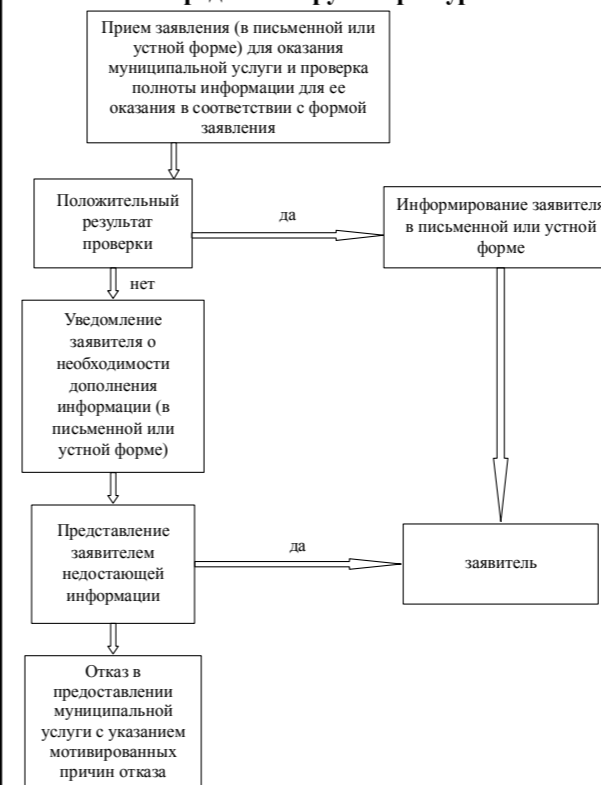 Прием заявления (в письменной или
устной форме) для оказания
муниципальной услуги и проверка
полноты информации для ее
оказания в соответствии с формой
заявления
Положительный
результат
проверки
да
Информирование заявителя
в письменной или устной
форме
нет
Уведомление
заявителя о
необходимости
дополнения
информации (в
письменной или
устной форме)
Представление
заявителем
недостающей
информации
да
заявитель
Отказ в
предоставлении
муниципальной
услуги с указанием
мотивированных
причин отказа